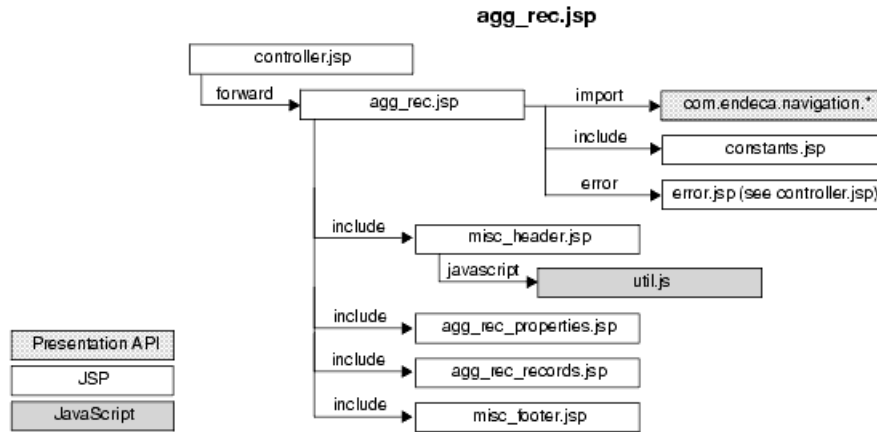 agg_rec.jsp
controller.jsp
forward
agg_rec.jsp
import
com.endeca.navigation.*
include
constants.jsp
error
error.jsp (see controller.jsp)
include
misc_header.jsp
javascript
util.js
include
agg_rec_properties.jsp
include
agg_rec_records.jsp
include
misc_footer.jsp
Presentation API
JSP
JavaScript